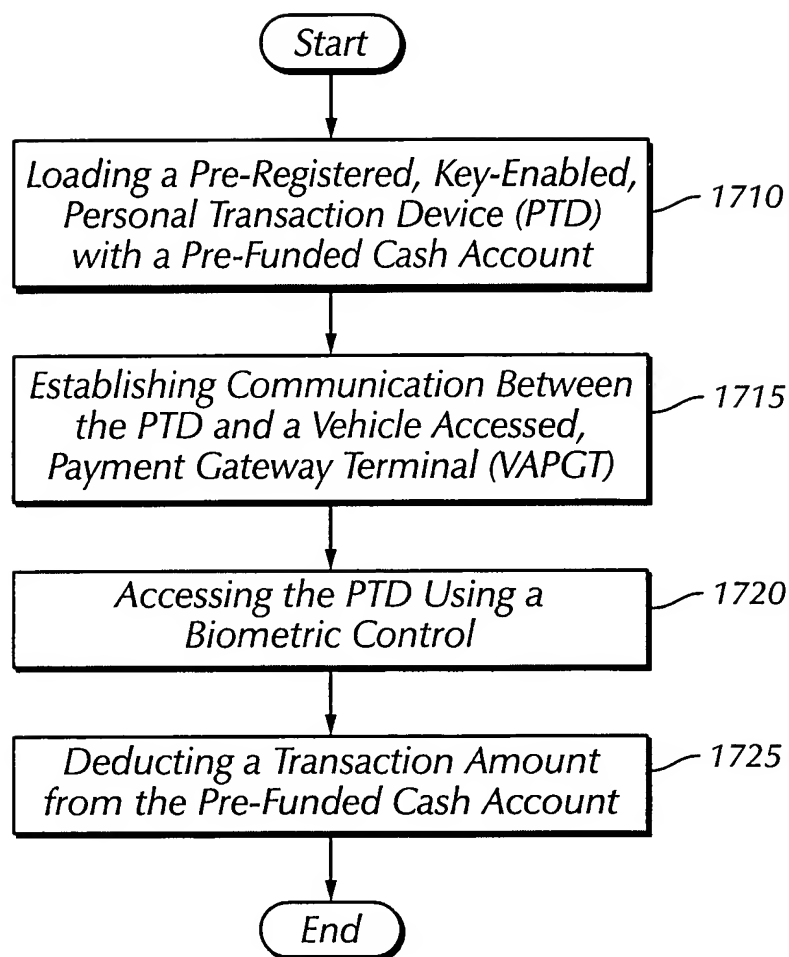 Start
Loading a Pre-Registered, Key-Enabled,
Personal Transaction Device (PTD)
with a Pre-Funded Cash Account
1710
Establishing Communication Between
the PTD and a Vehicle Accessed,
Payment Gateway Terminal (VAPGT)
1715
Accessing the PTD Using a
Biometric Control
1720
Deducting a Transaction Amount
from the Pre-Funded Cash Account
1725
End